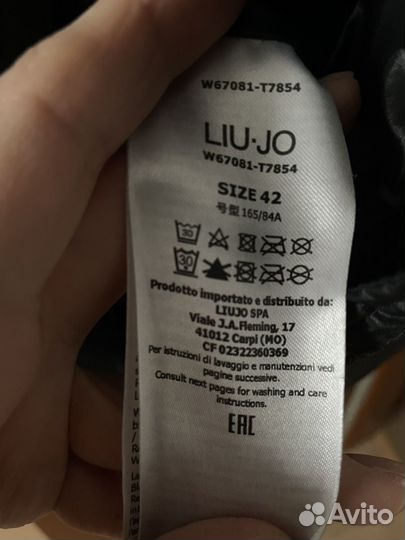 W67081-T7854
LIU·JO
W67081-T7854
SIZE 42
号型 165/84A
30
30
Prodotto importato e distribuito da:
LIUJO SPA
Viale J.A.Fleming, 17
41012 Carpi (MO)
CF 02322360369
Per istruzioni di lavaggio e manutenzioni vedi
pagine successive.
Consult next pages for washing and care
instructions.
EAC
Avito